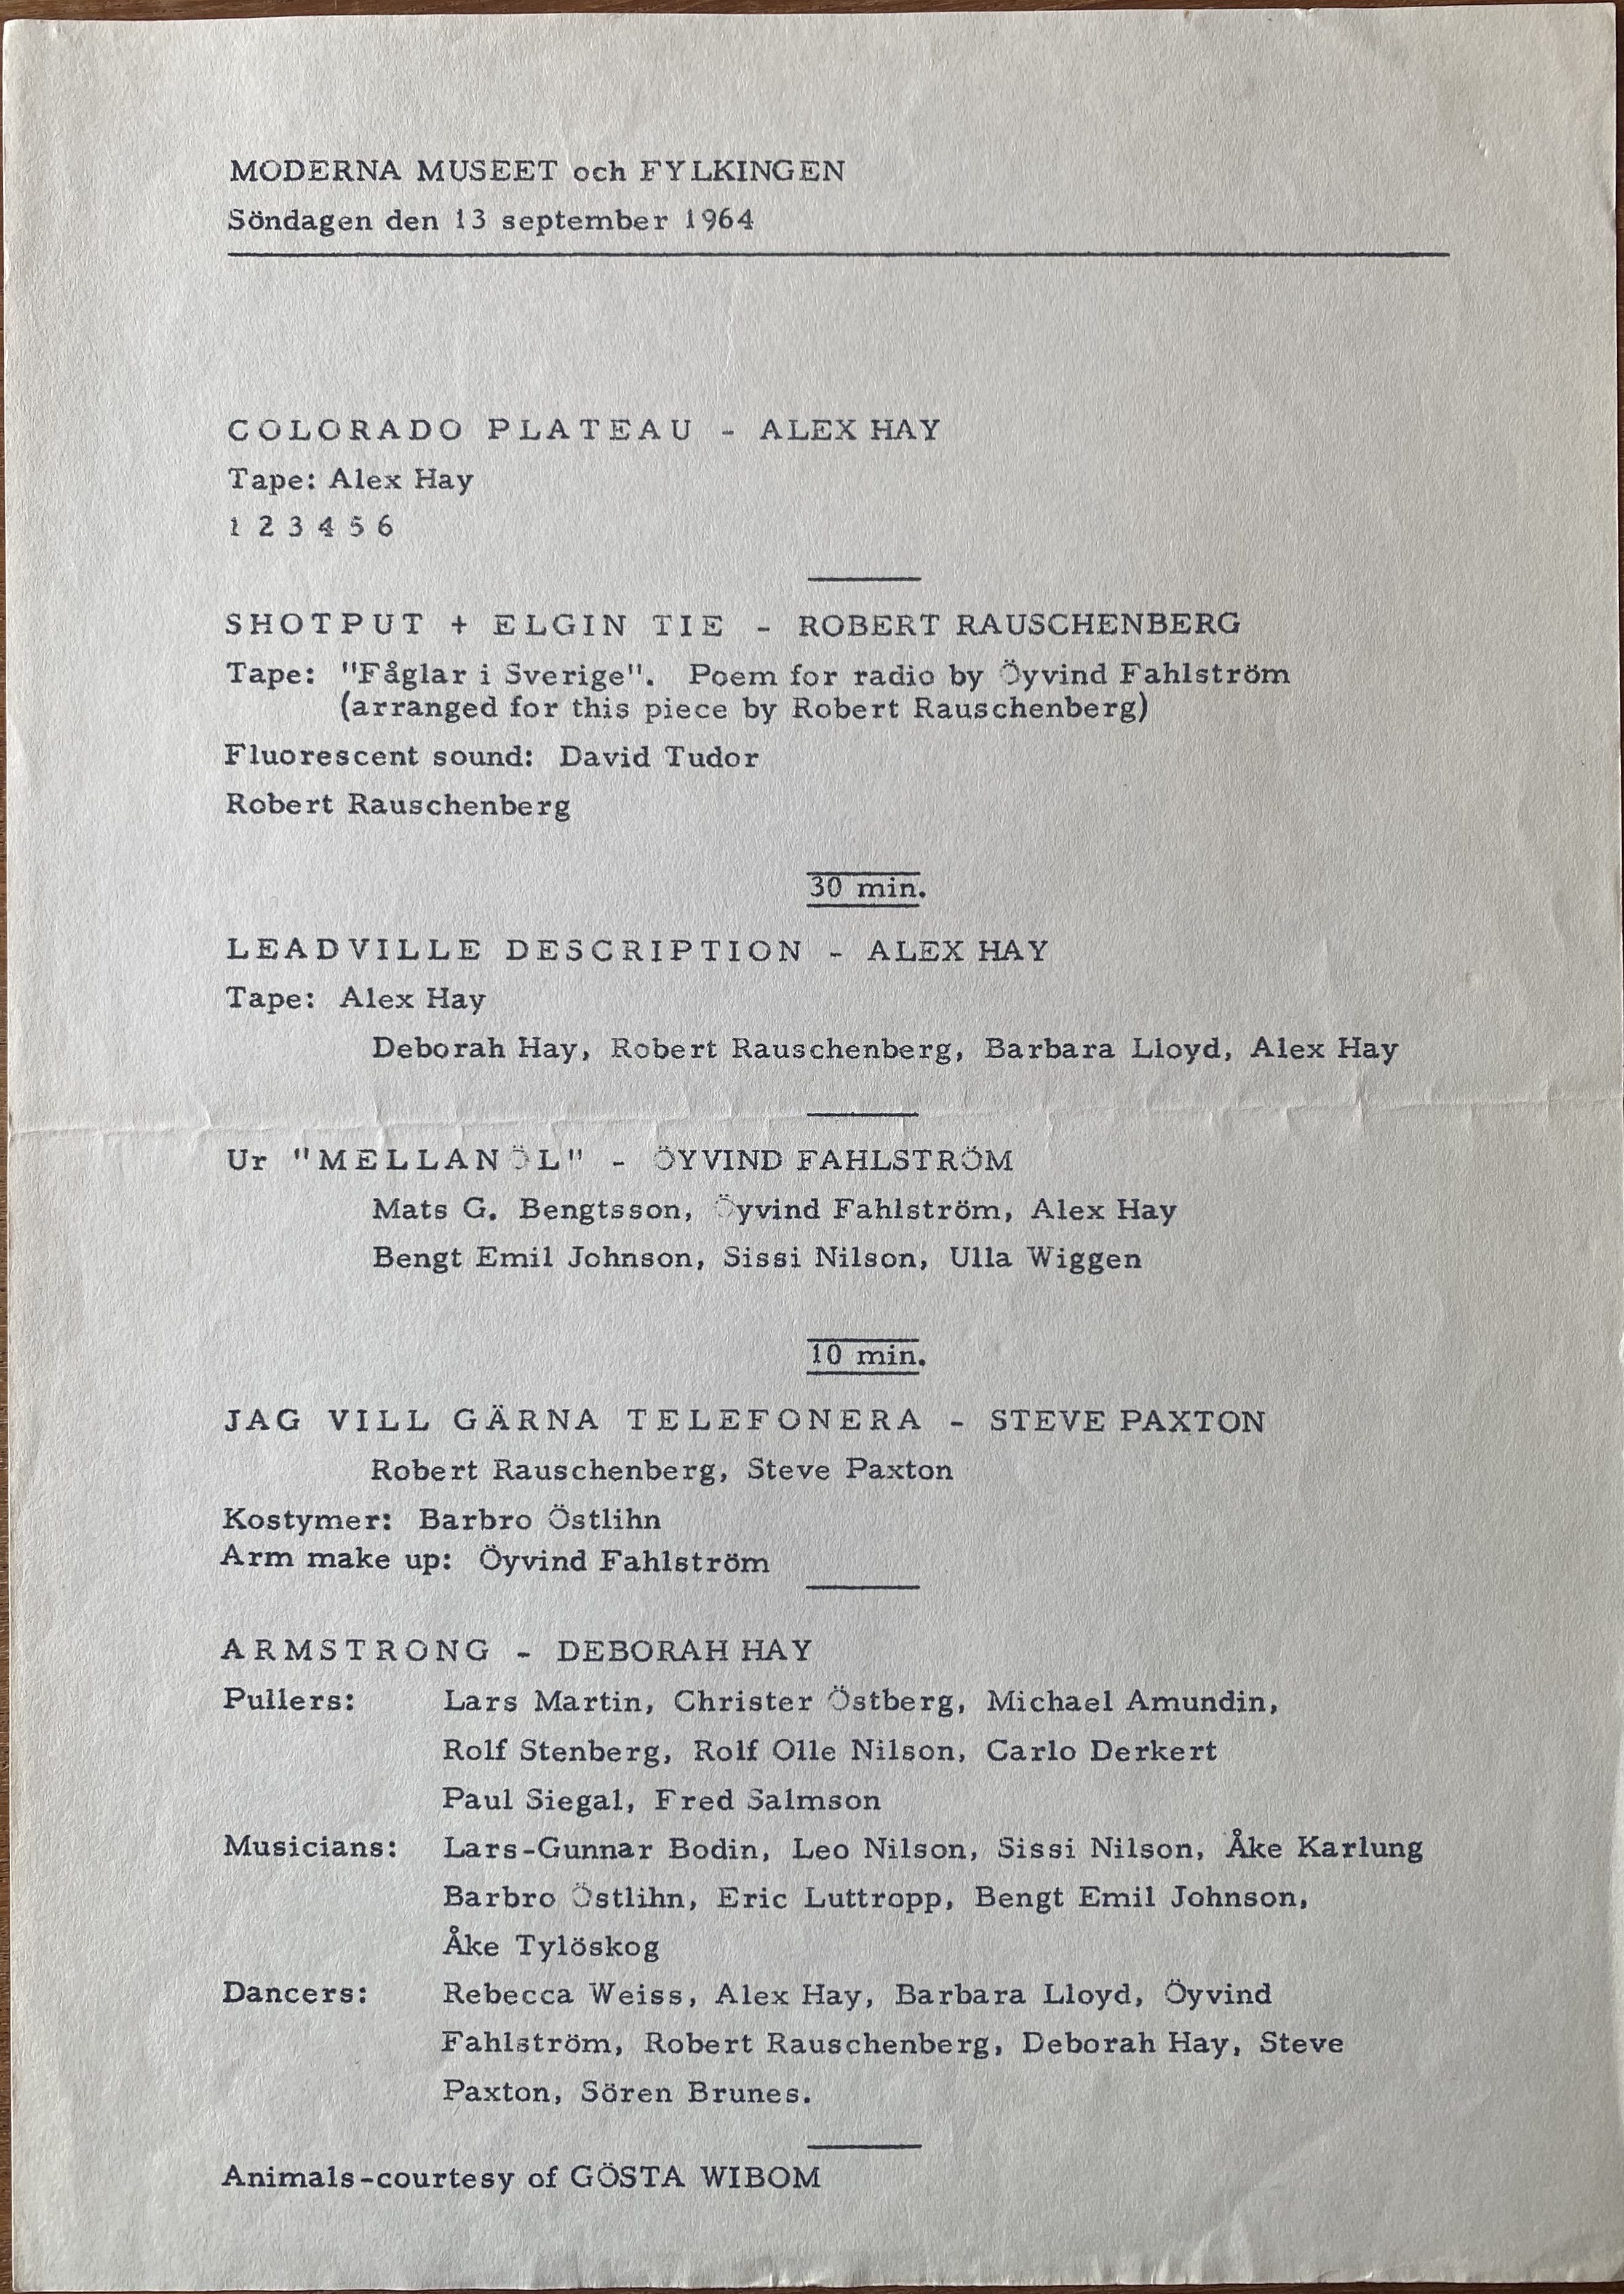 MODERNA MUSEET och FYLKINGEN
Söndagen den 13 september 1964
COLORADO PLATEAU - ALEX HAY
Tape: Alex Hay
1 2 3 4 5 6
SHOTPUT + ELGIN TIE - ROBERT RAUSCHENBERG
Tape: "Fåglar i Sverige". Poem for radio by Öyvind Fahlström
(arranged for this piece by Robert Rauschenberg)
Fluorescent sound: David Tudor
Robert Rauschenberg
30 min.
LEADVILLE DESCRIPTION - ALEX HAY
Tape: Alex Hay
Deborah Hay, Robert Rauschenberg, Barbara Lloyd, Alex Hay
Ur "MELLANÖL" - ÖYVIND FAHLSTRÖM
Mats G. Bengtsson, Öyvind Fahlström, Alex Hay
Bengt Emil Johnson, Sissi Nilson, Ulla Wiggen
10 min.
JAG VILL GÄRNA TELEFONERA - STEVE PAXTON
Robert Rauschenberg, Steve Paxton
Kostymer: Barbro Östlihn
Arm make up: Öyvind Fahlström
ARMSTRONG - DEBORAH HAY
Pullers: Lars Martin, Christer Östberg, Michael Amundin,
Rolf Stenberg, Rolf Olle Nilson, Carlo Derkert
Paul Siegal, Fred Salmson
Musicians: Lars-Gunnar Bodin, Leo Nilson, Sissi Nilson, Åke Karlung
Barbro Östlihn, Eric Luttropp, Bengt Emil Johnson,
Åke Tylöskog
Dancers: Rebecca Weiss, Alex Hay, Barbara Lloyd, Öyvind
Fahlström, Robert Rauschenberg, Deborah Hay, Steve
Paxton, Sören Brunes.
Animals-courtesy of GÖSTA WIBOM